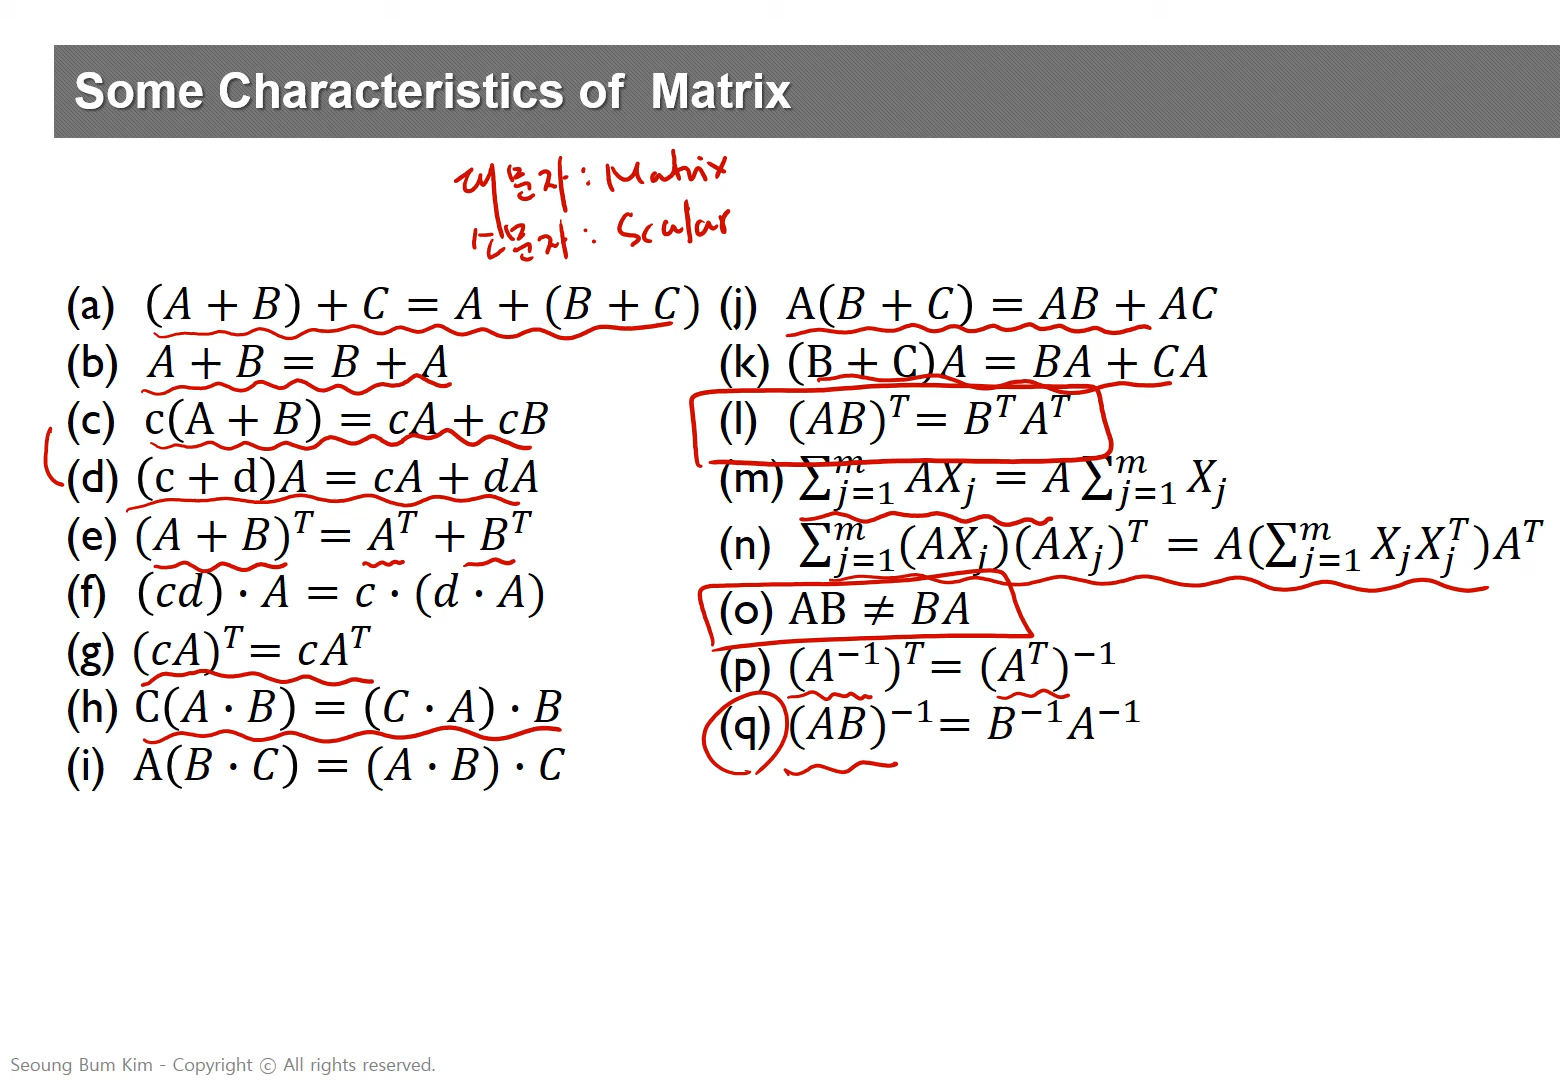 Some Characteristics of  Matrix
대문자 : Matrix
소문자 : Scalar
(a) (A + B) + C = A + (B + C)
(b) A + B = B + A
(c) c(A + B) = cA + cB
(d) (c + d)A = cA + dA
(e) (A + B)^T = A^T + B^T
(f) (cd) · A = c · (d · A)
(g) (cA)^T = cA^T
(h) C(A · B) = (C · A) · B
(i) A(B · C) = (A · B) · C
(j) A(B + C) = AB + AC
(k) (B + C)A = BA + CA
(l) (AB)^T = B^T A^T
(m) ∑_{j=1}^m AX_j = A ∑_{j=1}^m X_j
(n) ∑_{j=1}^m (AX_j)(AX_j)^T = A(∑_{j=1}^m X_j X_j^T)A^T
(o) AB ≠ BA
(p) (A^{−1})^T = (A^T)^{−1}
(q) (AB)^{−1} = B^{−1}A^{−1}
Seoung Bum Kim - Copyright ⓒ All rights reserved.